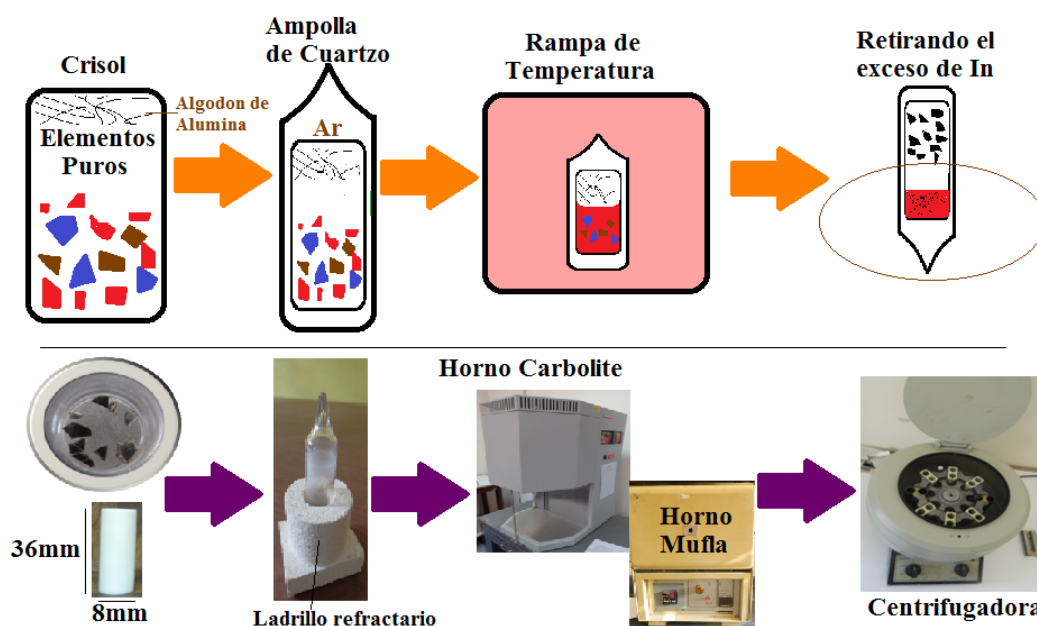 Crisol
Algodon de
Alumina
Elementos
Puros
Ampolla
de Cuartzo
Ar
Rampa de
Temperatura
Retirando el
exceso de In
36mm
8mm
Ladrillo refractario
Horno Carbolite
Horno
Mufla
Centrifugadora